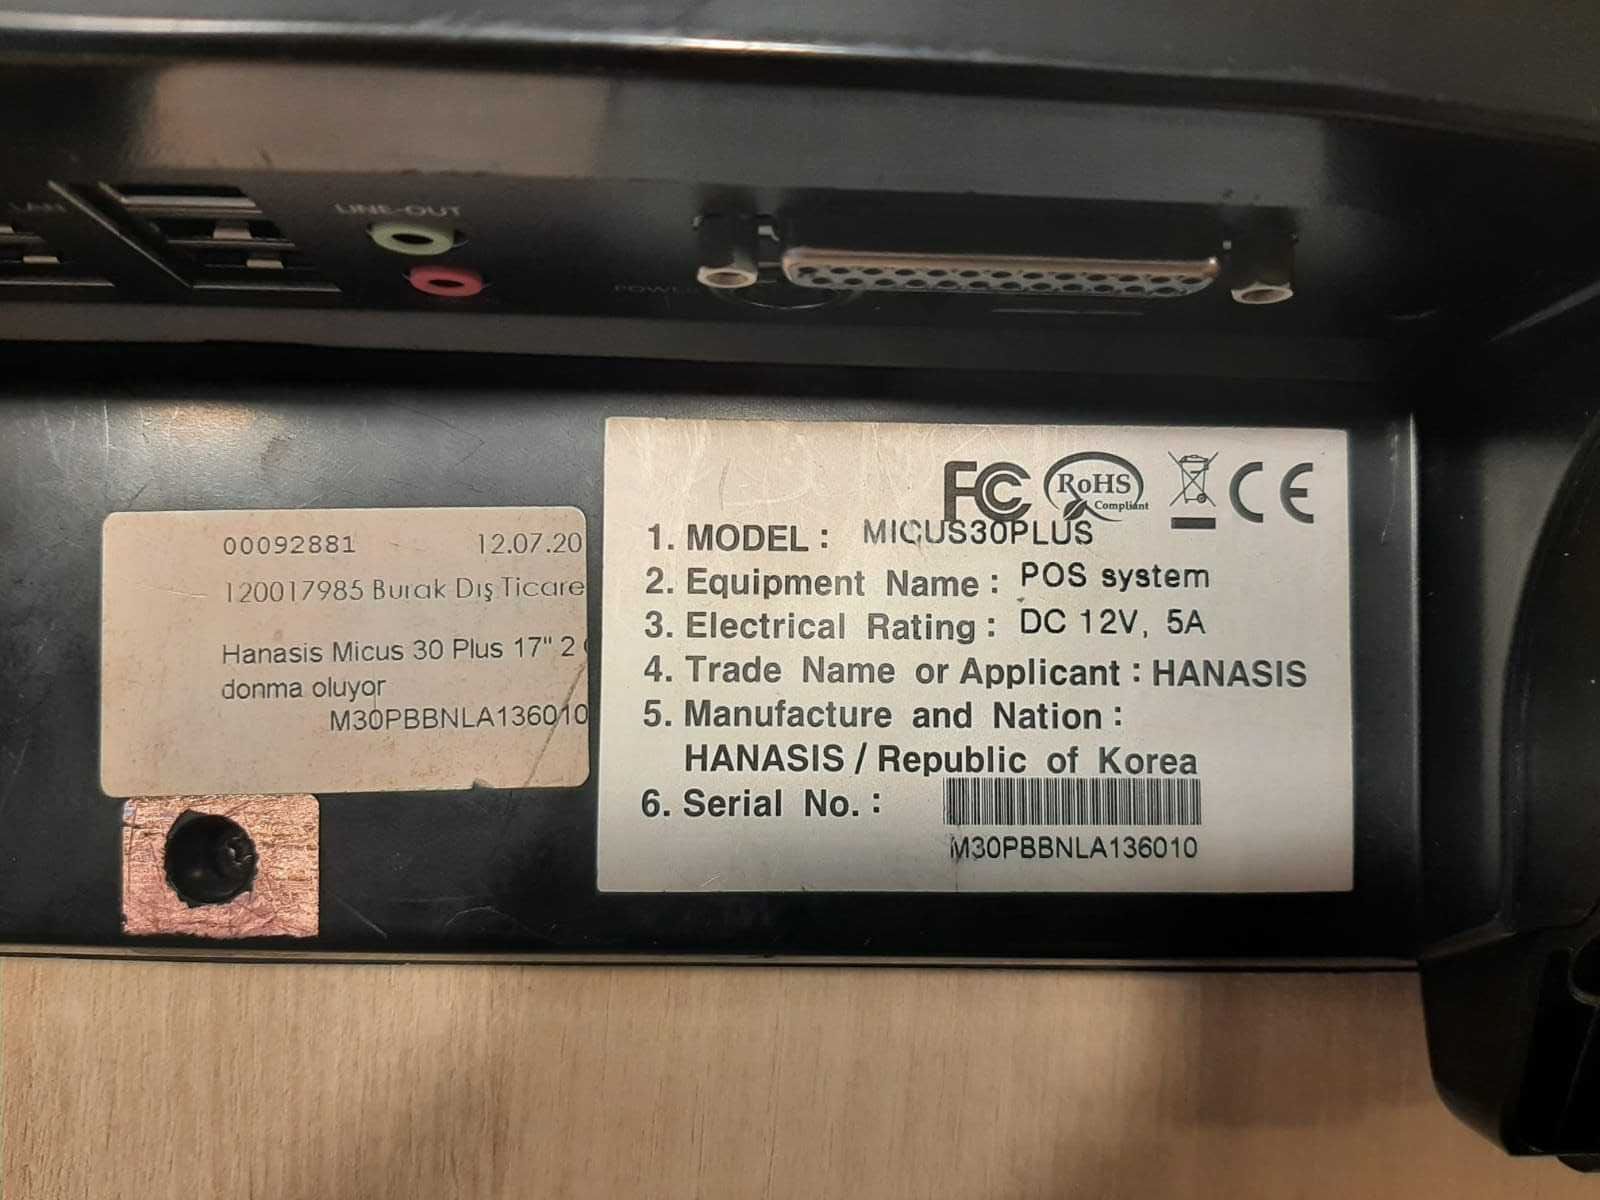 LAN
LINE-OUT
POWER
00092881 12.07.20
120017985 Burak Dış Ticare
Hanasis Micus 30 Plus 17" 2
donma oluyor
M30PBBNLA136010
FC RoHS Compliant CE
1. MODEL : MICUS30PLUS
2. Equipment Name : POS system
3. Electrical Rating : DC 12V, 5A
4. Trade Name or Applicant : HANASIS
5. Manufacture and Nation :
HANASIS / Republic of Korea
6. Serial No. :
M30PBBNLA136010